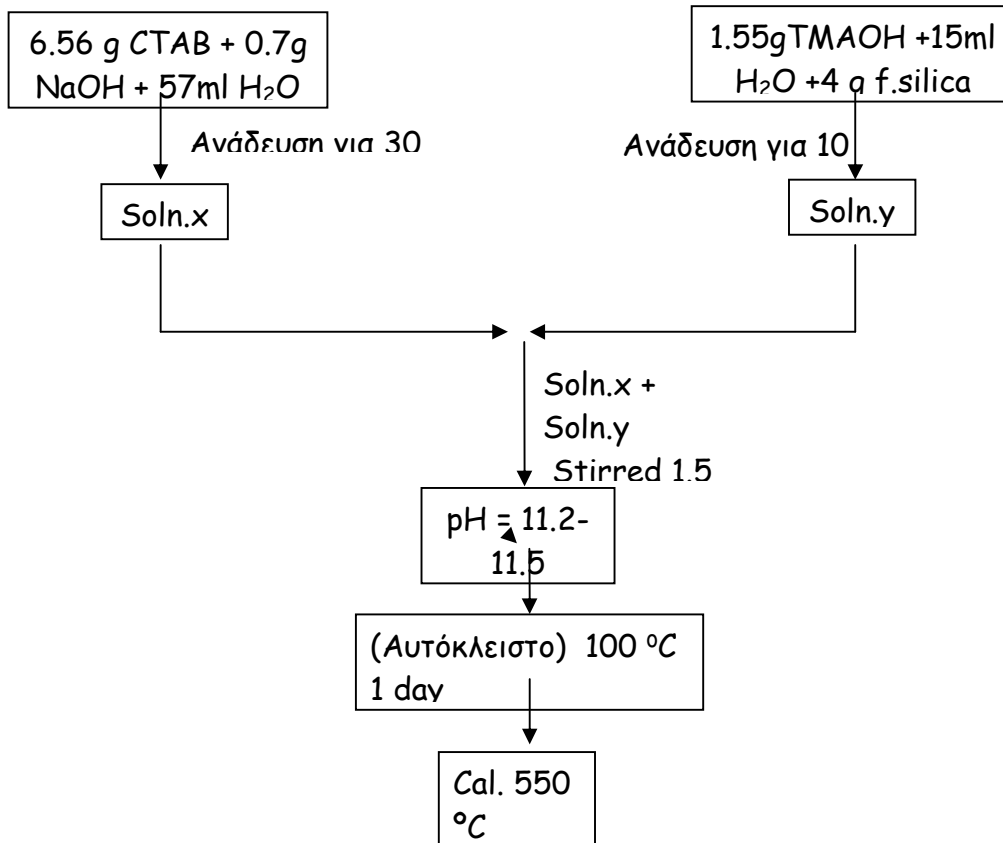 6.56 g CTAB + 0.7g
NaOH + 57ml H₂O
1.55gTMAOH +15ml
H₂O +4 g f.silica
Ανάδευση για 30
Ανάδευση για 10
Soln.x
Soln.y
Soln.x +
Soln.y
Stirred 1.5
pH = 11.2-
11.5
(Αυτόκλειστο) 100 ⁰C
1 day
Cal. 550
°C